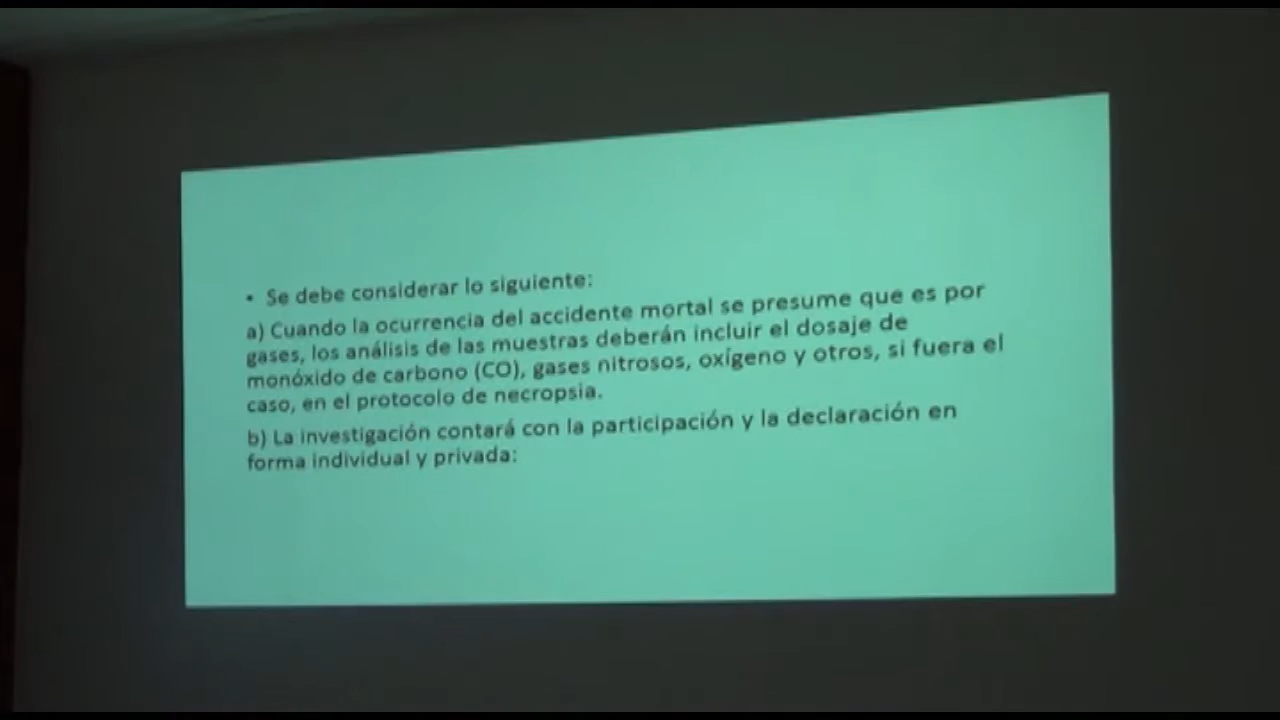 • Se debe considerar lo siguiente:
a) Cuando la ocurrencia del accidente mortal se presume que es por
gases, los análisis de las muestras deberán incluir el dosaje de
monóxido de carbono (CO), gases nitrosos, oxígeno y otros, si fuera el
caso, en el protocolo de necropsia.
b) La investigación contará con la participación y la declaración en
forma individual y privada: